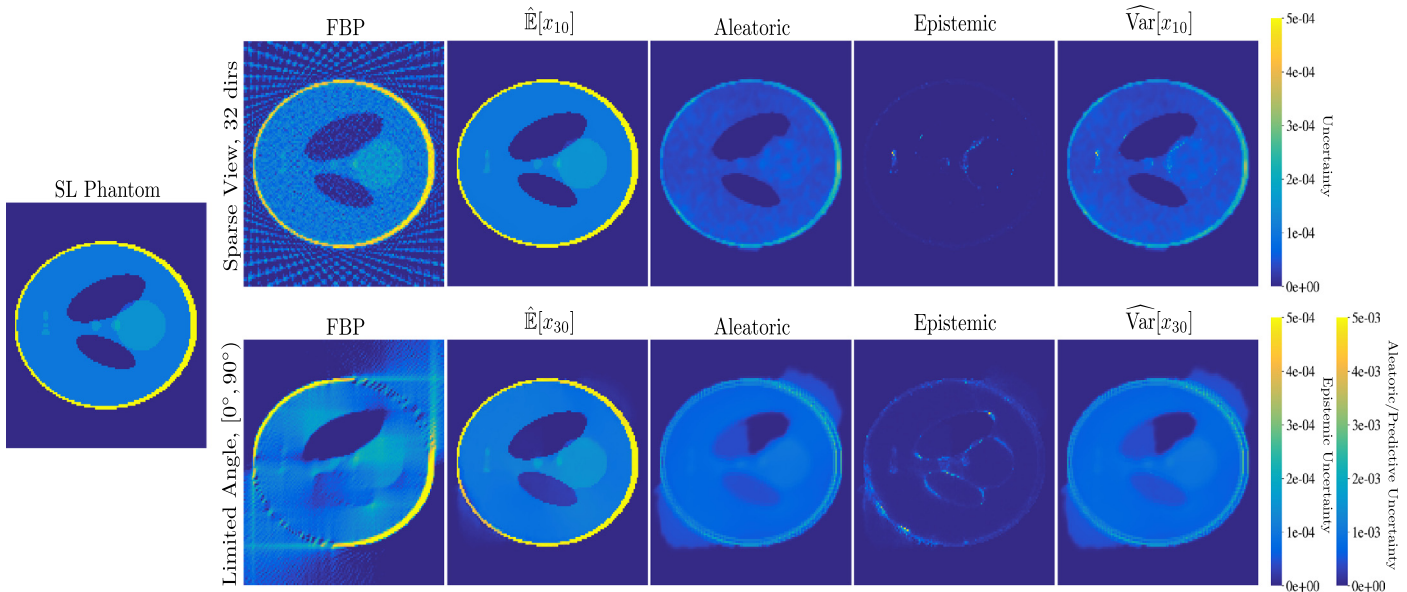 SL Phantom
Sparse View, 32 dirs
FBP
𝔼̂[x₁₀]
Aleatoric
Epistemic
V͡ar[x₁₀]
5e-04
4e-04
3e-04
2e-04
1e-04
0e+00
Uncertainty
Limited Angle, [0°, 90°)
FBP
𝔼̂[x₃₀]
Aleatoric
Epistemic
V͡ar[x₃₀]
5e-04
4e-04
3e-04
2e-04
1e-04
0e+00
Epistemic Uncertainty
5e-03
4e-03
3e-03
2e-03
1e-03
0e+00
Aleatoric/Predictive Uncertainty